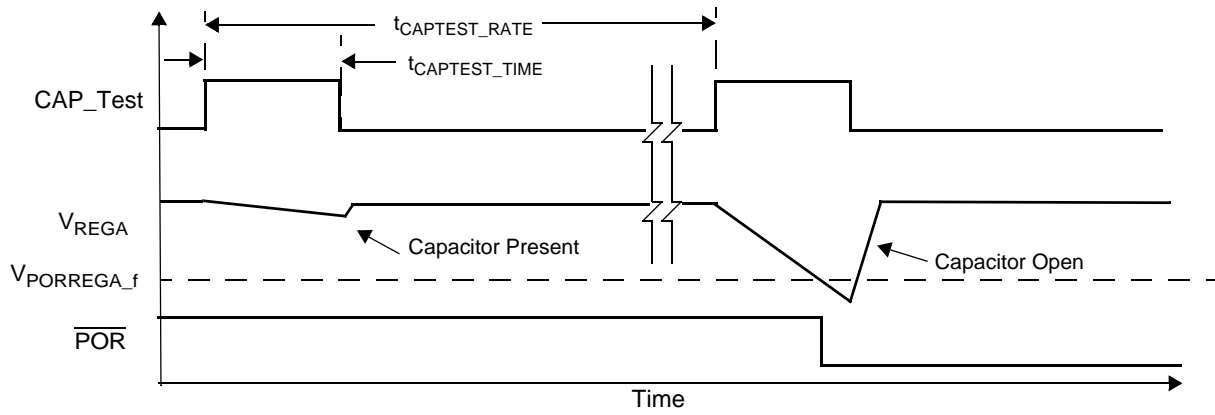 tCAPTEST_RATE
tCAPTEST_TIME
CAP_Test
VREGA
Capacitor Present
Capacitor Open
VPORREGA_f
POR
Time